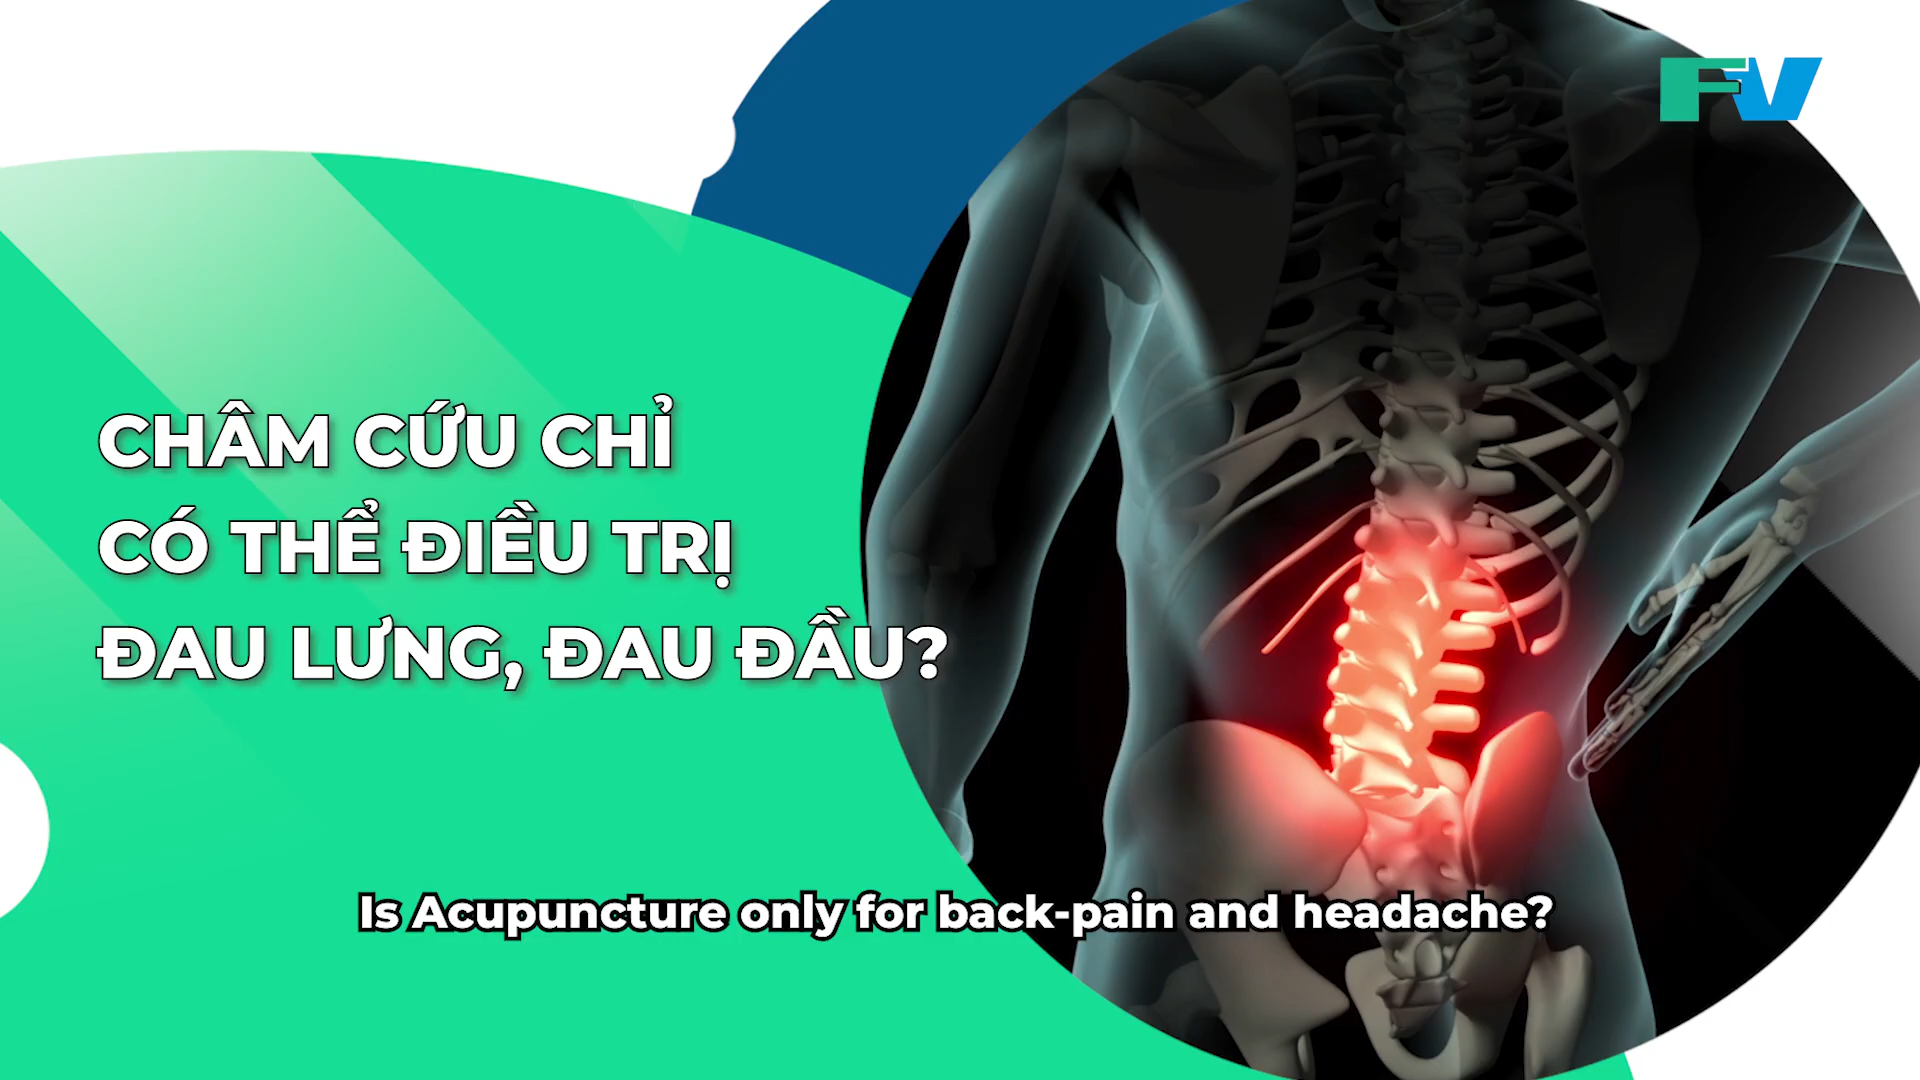 FV
CHÂM CỨU CHỈ
CÓ THỂ ĐIỀU TRỊ
ĐAU LƯNG, ĐAU ĐẦU?
Is Acupuncture only for back-pain and headache?